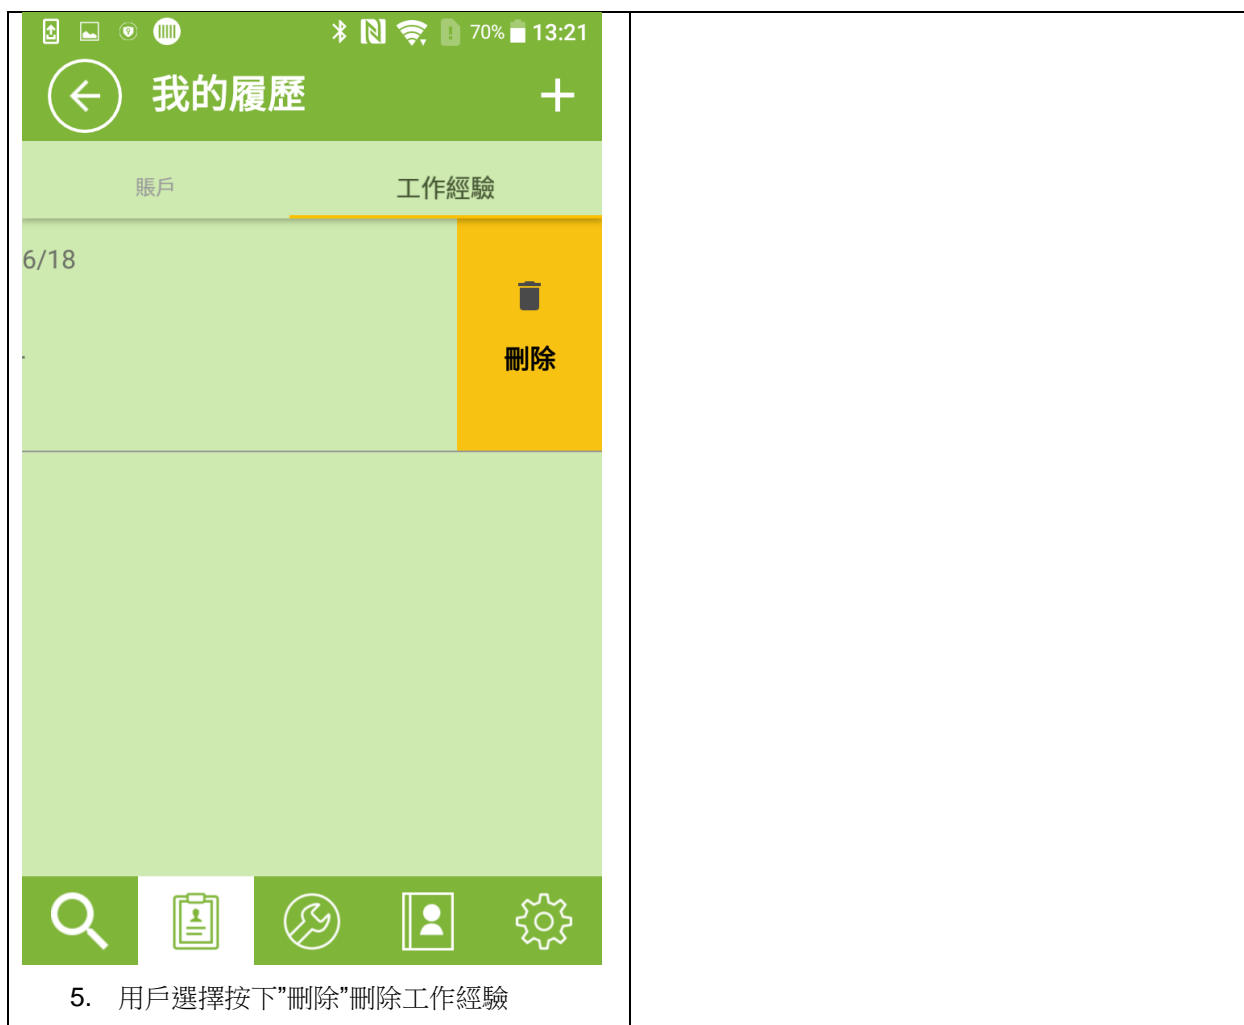 70% 13:21
我的履歷
賬戶 工作經驗
6/18
刪除
5. 用戶選擇按下”刪除”刪除工作經驗